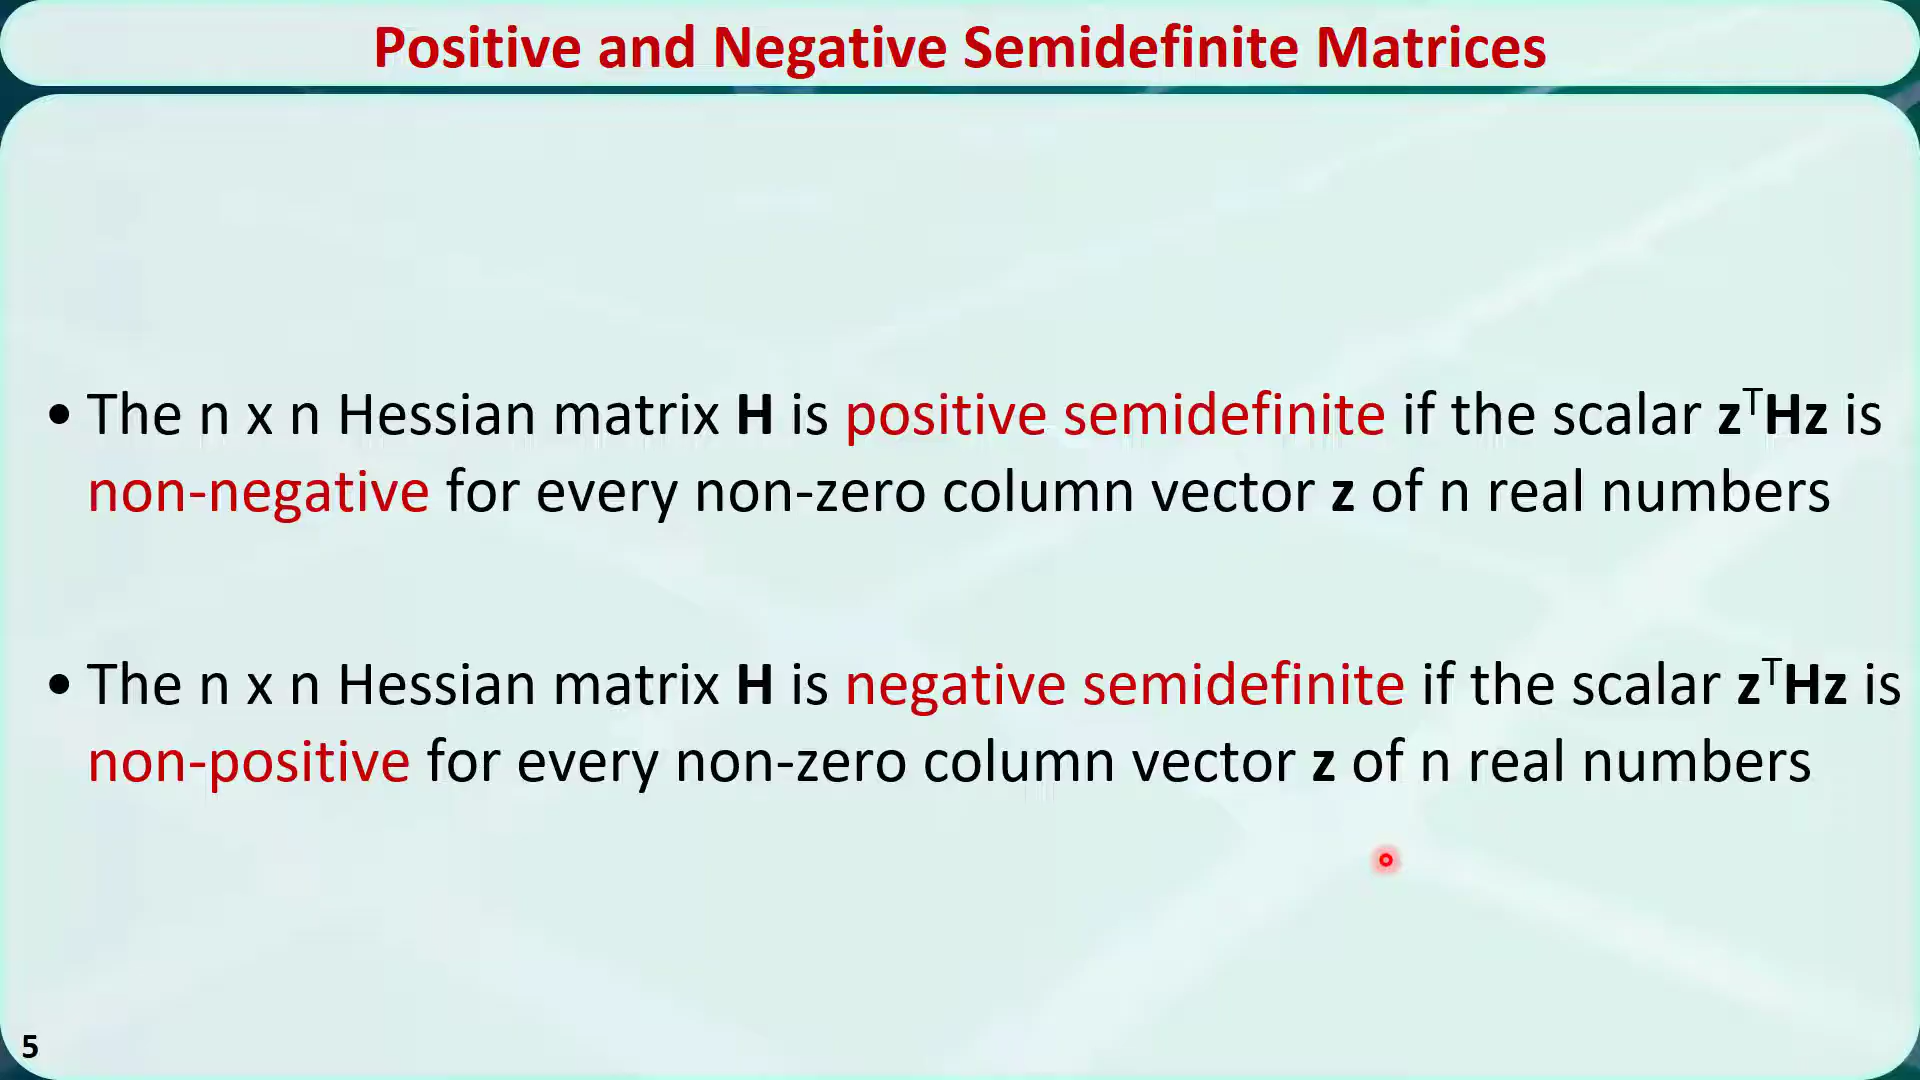 Positive and Negative Semidefinite Matrices
• The n x n Hessian matrix H is positive semidefinite if the scalar zᵀHz is
non-negative for every non-zero column vector z of n real numbers
• The n x n Hessian matrix H is negative semidefinite if the scalar zᵀHz is
non-positive for every non-zero column vector z of n real numbers
5